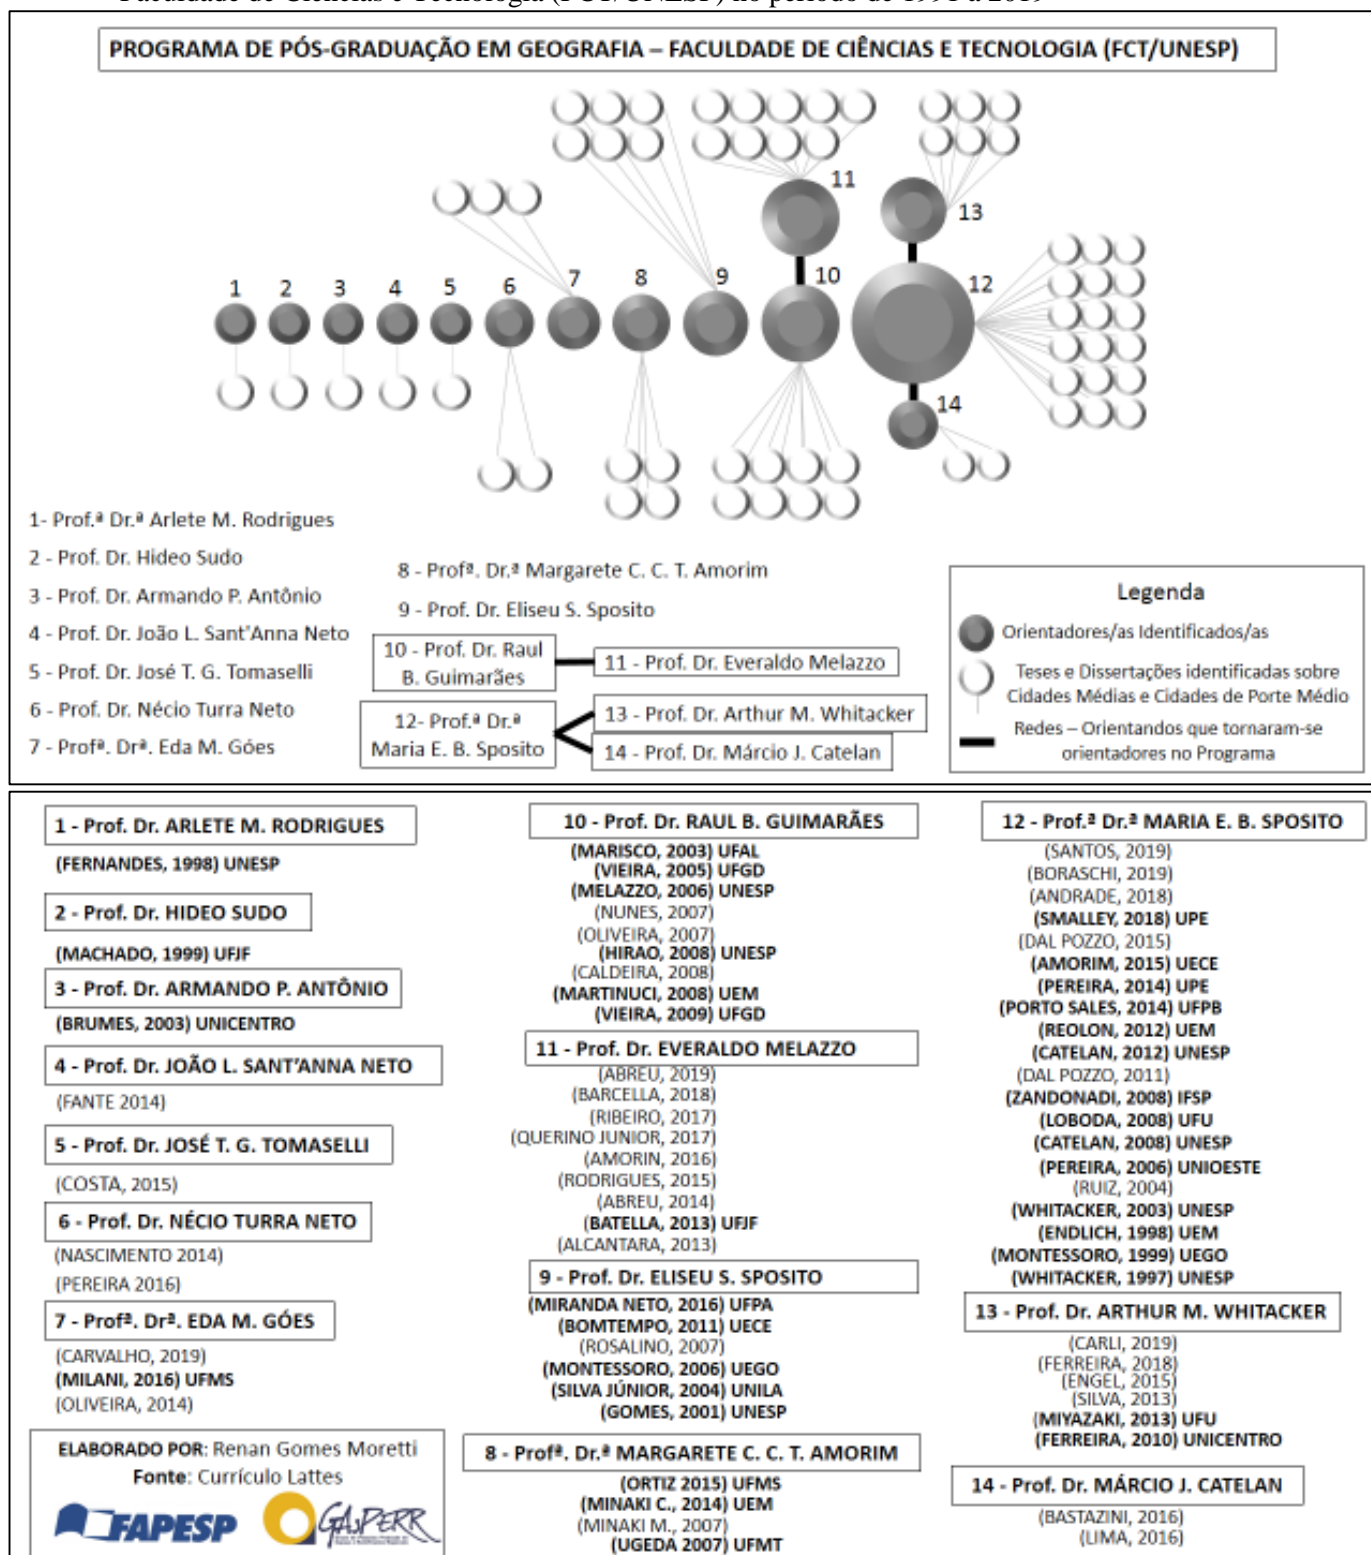 Faculdade de Ciências e Tecnologia (FCT/UNESP) no período de 1991 a 2019
PROGRAMA DE PÓS-GRADUAÇÃO EM GEOGRAFIA – FACULDADE DE CIÊNCIAS E TECNOLOGIA (FCT/UNESP)
11
13
1
2
3
4
5
6
7
8
9
10
12
14
1- Prof.ª Dr.ª Arlete M. Rodrigues
2 - Prof. Dr. Hideo Sudo
3 - Prof. Dr. Armando P. Antônio
4 - Prof. Dr. João L. Sant'Anna Neto
5 - Prof. Dr. José T. G. Tomaselli
6 - Prof. Dr. Nécio Turra Neto
7 - Profª. Drª. Eda M. Góes
8 - Profª. Dr.ª Margarete C. C. T. Amorim
9 - Prof. Dr. Eliseu S. Sposito
10 - Prof. Dr. Raul
B. Guimarães
11 - Prof. Dr. Everaldo Melazzo
12- Prof.ª Dr.ª
Maria E. B. Sposito
13 - Prof. Dr. Arthur M. Whitacker
14 - Prof. Dr. Márcio J. Catelan
Legenda
Orientadores/as Identificados/as
Teses e Dissertações identificadas sobre
Cidades Médias e Cidades de Porte Médio
Redes – Orientandos que tornaram-se
orientadores no Programa
1 - Prof. Dr. ARLETE M. RODRIGUES
(FERNANDES, 1998) UNESP
2 - Prof. Dr. HIDEO SUDO
(MACHADO, 1999) UFJF
3 - Prof. Dr. ARMANDO P. ANTÔNIO
(BRUMES, 2003) UNICENTRO
4 - Prof. Dr. JOÃO L. SANT'ANNA NETO
(FANTE 2014)
5 - Prof. Dr. JOSÉ T. G. TOMASELLI
(COSTA, 2015)
6 - Prof. Dr. NÉCIO TURRA NETO
(NASCIMENTO 2014)
(PEREIRA 2016)
7 - Profª. Drª. EDA M. GÓES
(CARVALHO, 2019)
(MILANI, 2016) UFMS
(OLIVEIRA, 2014)
ELABORADO POR: Renan Gomes Moretti
Fonte: Currículo Lattes
FAPESP
GAsPERR
10 - Prof. Dr. RAUL B. GUIMARÃES
(MARISCO, 2003) UFAL
(VIEIRA, 2005) UFGD
(MELAZZO, 2006) UNESP
(NUNES, 2007)
(OLIVEIRA, 2007)
(HIRAO, 2008) UNESP
(CALDEIRA, 2008)
(MARTINUCI, 2008) UEM
(VIEIRA, 2009) UFGD
11 - Prof. Dr. EVERALDO MELAZZO
(ABREU, 2019)
(BARCELLA, 2018)
(RIBEIRO, 2017)
(QUERINO JUNIOR, 2017)
(AMORIN, 2016)
(RODRIGUES, 2015)
(ABREU, 2014)
(BATELLA, 2013) UFJF
(ALCANTARA, 2013)
9 - Prof. Dr. ELISEU S. SPOSITO
(MIRANDA NETO, 2016) UFPA
(BOMTEMPO, 2011) UECE
(ROSALINO, 2007)
(MONTESSORO, 2006) UEGO
(SILVA JÚNIOR, 2004) UNILA
(GOMES, 2001) UNESP
8 - Profª. Dr.ª MARGARETE C. C. T. AMORIM
(ORTIZ 2015) UFMS
(MINAKI C., 2014) UEM
(MINAKI M., 2007)
(UGEDA 2007) UFMT
12 - Prof.ª Dr.ª MARIA E. B. SPOSITO
(SANTOS, 2019)
(BORASCHI, 2019)
(ANDRADE, 2018)
(SMALLEY, 2018) UPE
(DAL POZZO, 2015)
(AMORIM, 2015) UECE
(PEREIRA, 2014) UPE
(PORTO SALES, 2014) UFPB
(REOLON, 2012) UEM
(CATELAN, 2012) UNESP
(DAL POZZO, 2011)
(ZANDONADI, 2008) IFSP
(LOBODA, 2008) UFU
(CATELAN, 2008) UNESP
(PEREIRA, 2006) UNIOESTE
(RUIZ, 2004)
(WHITACKER, 2003) UNESP
(ENDLICH, 1998) UEM
(MONTESSORO, 1999) UEGO
(WHITACKER, 1997) UNESP
13 - Prof. Dr. ARTHUR M. WHITACKER
(CARLI, 2019)
(FERREIRA, 2018)
(ENGEL, 2015)
(SILVA, 2013)
(MIYAZAKI, 2013) UFU
(FERREIRA, 2010) UNICENTRO
14 - Prof. Dr. MÁRCIO J. CATELAN
(BASTAZINI, 2016)
(LIMA, 2016)